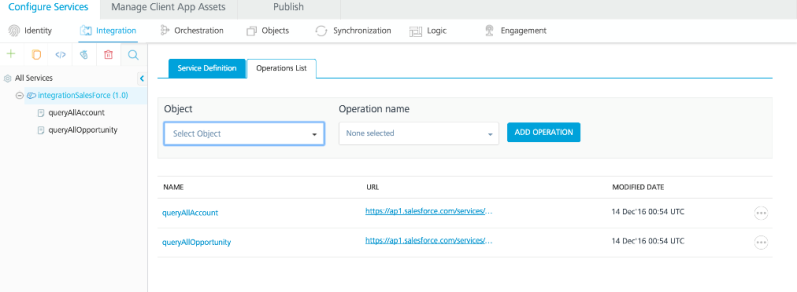 Configure Services Manage Client App Assets Publish
Identity Integration Orchestration Objects Synchronization Logic Engagement
All Services
integrationSalesForce (1.0)
queryAllAccount
queryAllOpportunity
Service Definition Operations List
Object Operation name
Select Object None selected ADD OPERATION
NAME URL MODIFIED DATE
queryAllAccount https://ap1.salesforce.com/services/... 14 Dec'16 00:54 UTC
queryAllOpportunity https://ap1.salesforce.com/services/... 14 Dec'16 00:54 UTC